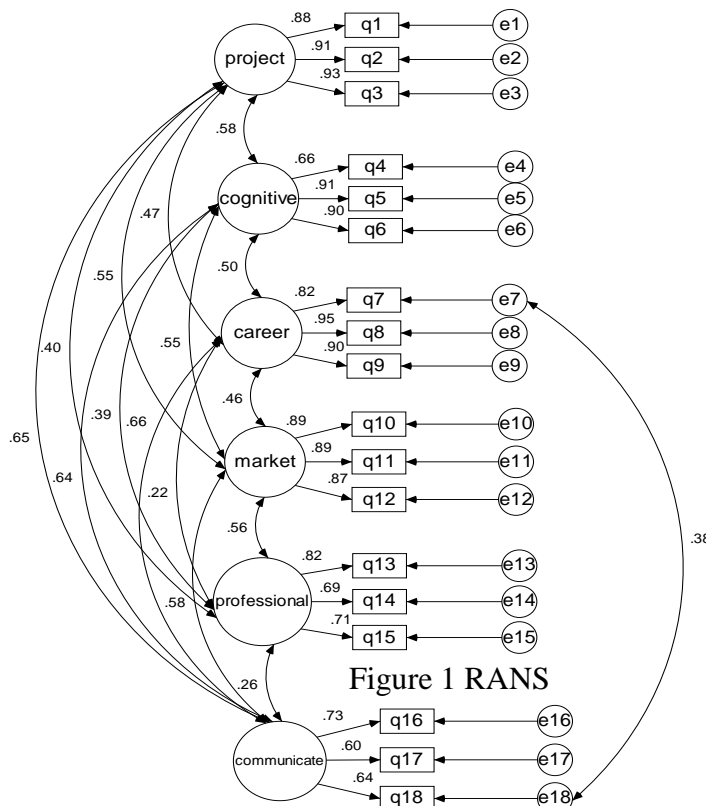 .88 q1 e1
project .91 q2 e2
.93 q3 e3
.58
.66 q4 e4
cognitive .91 q5 e5
.90 q6 e6
.47
.50
.55
.82 q7 e7
career .95 q8 e8
.90 q9 e9
.40 .55
.46
.39 .66
.89 q10 e10
.65 market .89 q11 e11
.64 .87 q12 e12
.22
.56
.38
.82 q13 e13
professional .69 q14 e14
.58 .71 q15 e15
Figure 1 RANS
.26
.73 q16 e16
communicate .60 q17 e17
.64 q18 e18